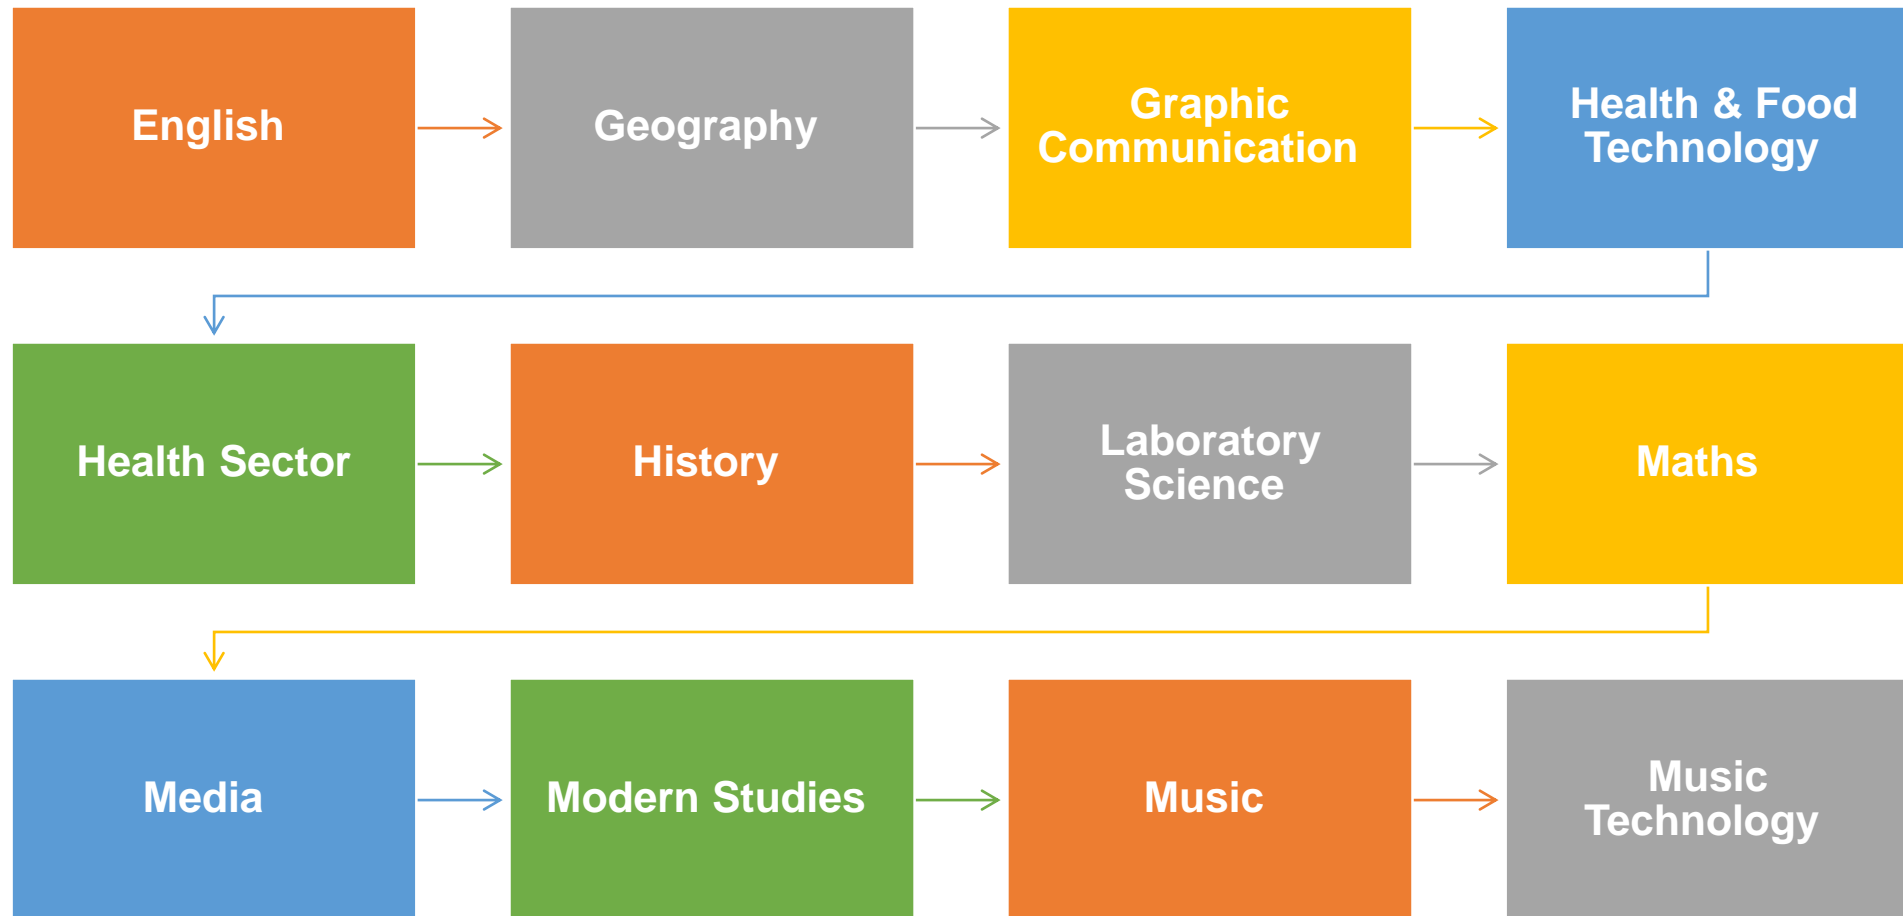 English
Geography
Graphic
Communication
Health & Food
Technology
Health Sector
History
Laboratory
Science
Maths
Media
Modern Studies
Music
Music
Technology